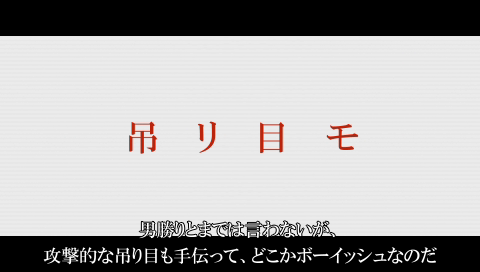 吊リ目モ
男勝りとまでは言わないが、
攻撃的な吊り目も手伝って、どこかボーイッシュなのだ